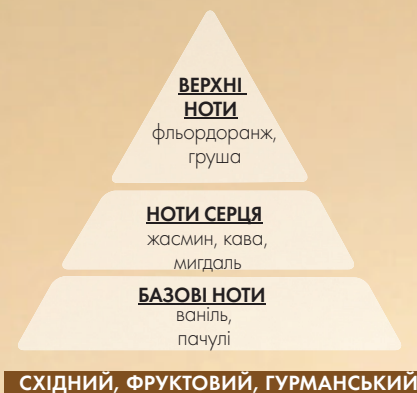 ВЕРХНІ
НОТИ
фльордоранж,
груша
НОТИ СЕРЦЯ
жасмин, кава,
мигдаль
БАЗОВІ НОТИ
ваніль,
пачулі
СХІДНИЙ, ФРУКТОВИЙ, ГУРМАНСЬКИЙ